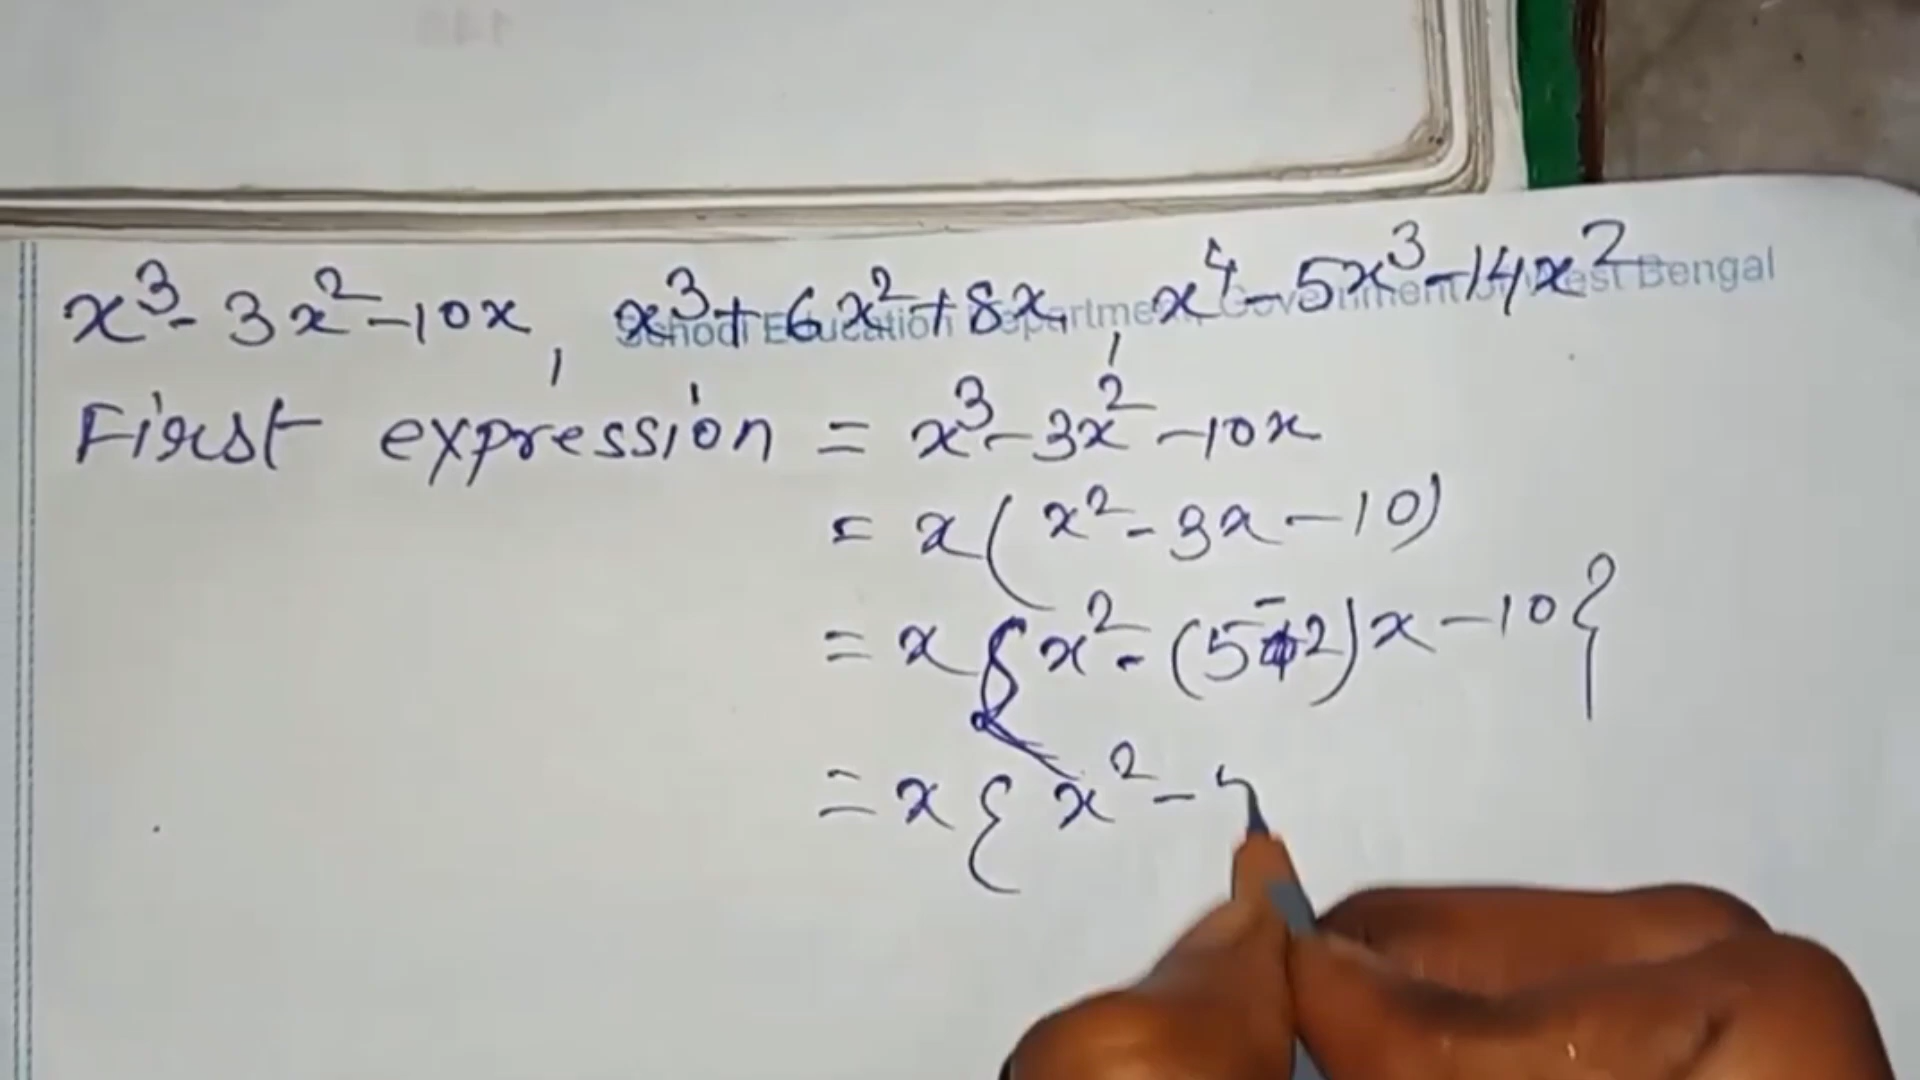 School Education Department, Government of West Bengal
x³ - 3x² - 10x, x³ + 6x² + 8x, x⁴ - 5x³ - 14x²
First expression = x³ - 3x² - 10x
= x(x² - 3x - 10)
= x{x² - (5-2)x - 10}
= x{x² -